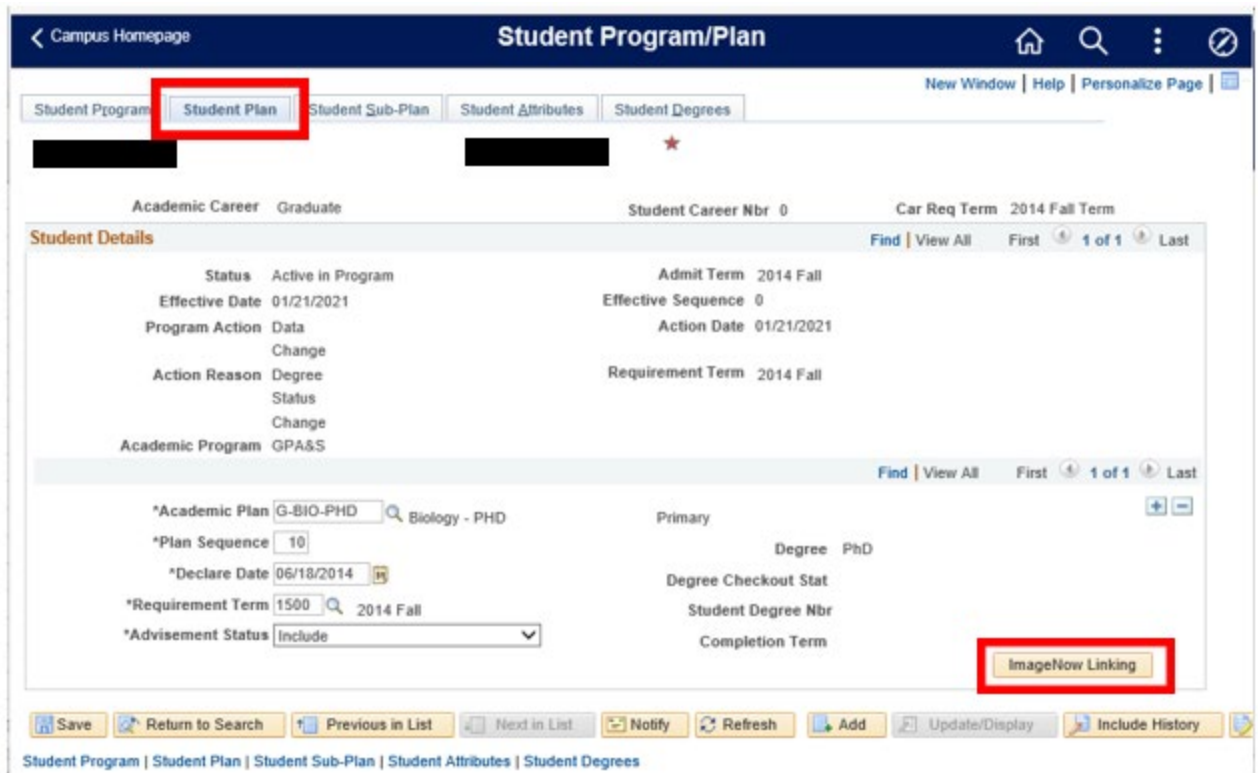 Campus Homepage Student Program/Plan
New Window | Help | Personalize Page |
Student Program Student Plan Student Sub-Plan Student Attributes Student Degrees
Academic Career Graduate Student Career Nbr 0 Car Req Term 2014 Fall Term
Student Details Find | View All First 1 of 1 Last
Status Active in Program Admit Term 2014 Fall
Effective Date 01/21/2021 Effective Sequence 0
Program Action Data Action Date 01/21/2021
Change
Action Reason Degree Requirement Term 2014 Fall
Status
Change
Academic Program GPA&S
Find | View All First 1 of 1 Last
*Academic Plan G-BIO-PHD Biology - PHD Primary
*Plan Sequence 10 Degree PhD
*Declare Date 06/18/2014 Degree Checkout Stat
*Requirement Term 1500 2014 Fall Student Degree Nbr
*Advisement Status Include Completion Term
ImageNow Linking
Save Return to Search Previous in List Next in List Notify Refresh Add Update/Display Include History
Student Program | Student Plan | Student Sub-Plan | Student Attributes | Student Degrees